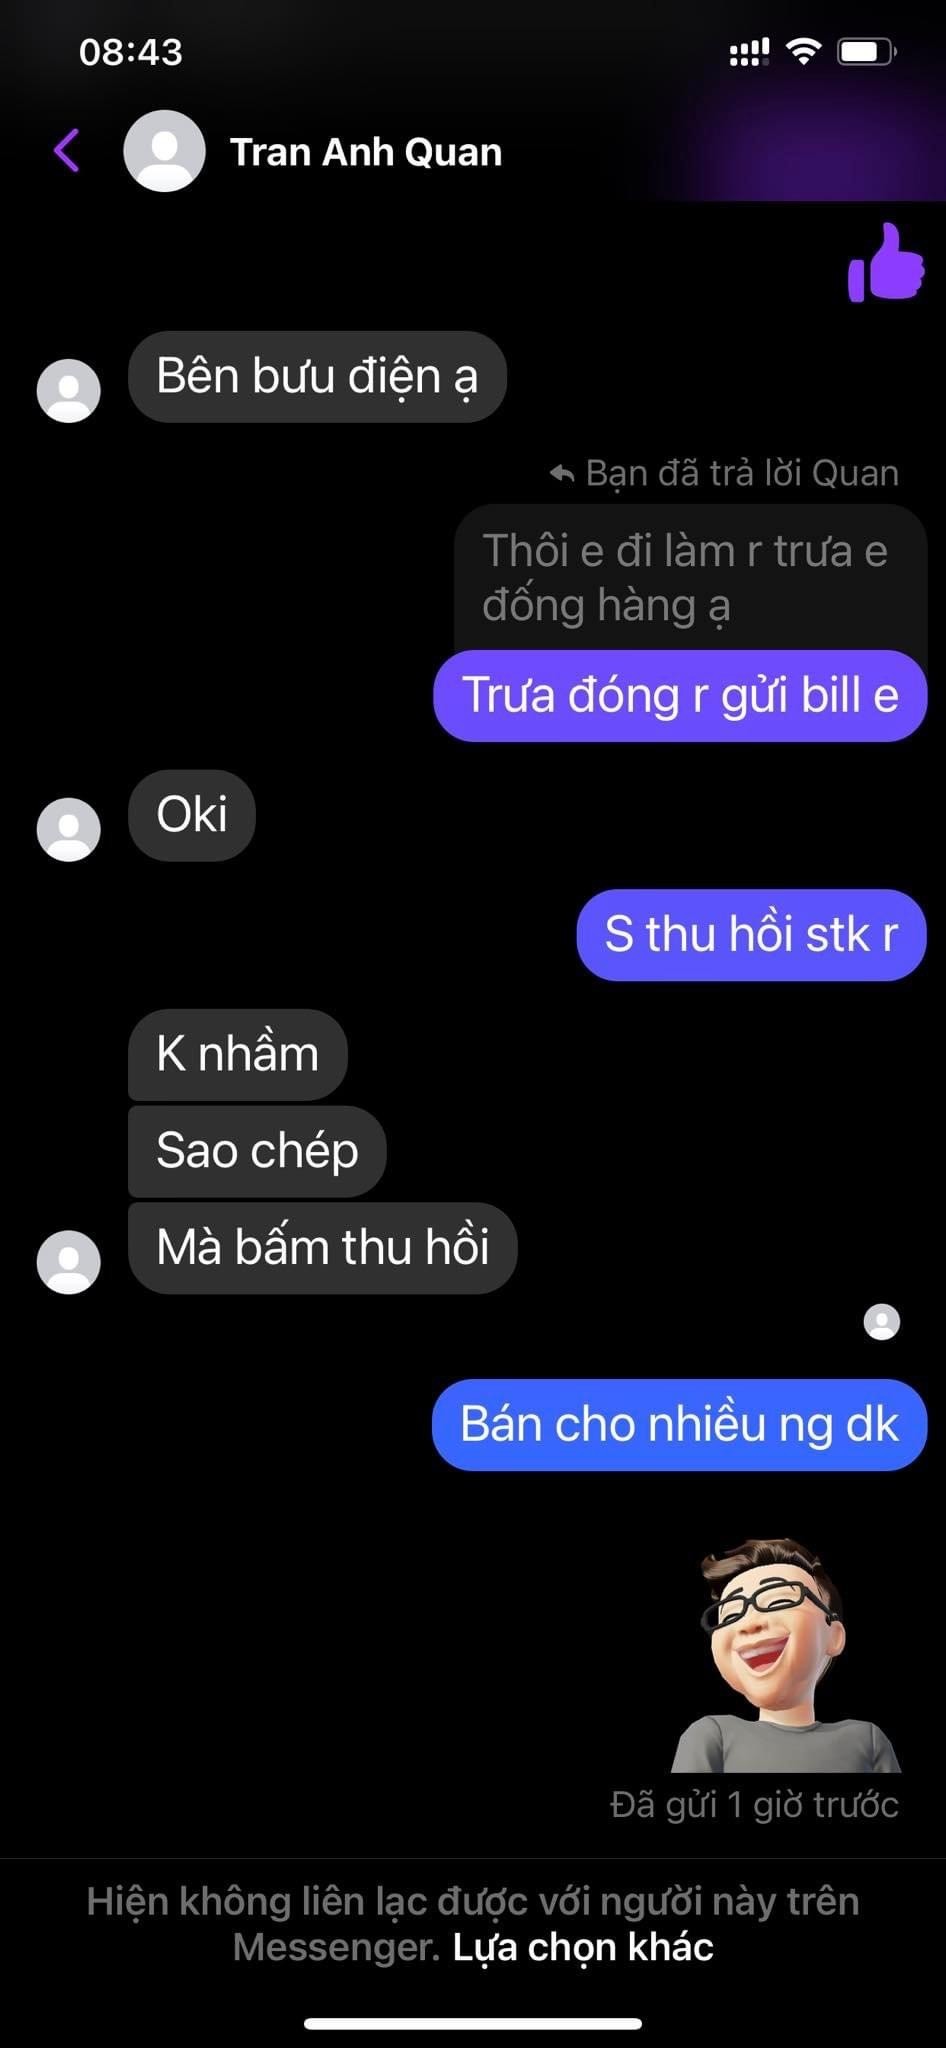 08:43
Tran Anh Quan
Bên bưu điện ạ
Bạn đã trả lời Quan
Thôi e đi làm r trưa e
đống hàng ạ
Trưa đóng r gửi bill e
Oki
S thu hồi stk r
K nhầm
Sao chép
Mà bấm thu hồi
Bán cho nhiều ng dk
Đã gửi 1 giờ trước
Hiện không liên lạc được với người này trên
Messenger. Lựa chọn khác